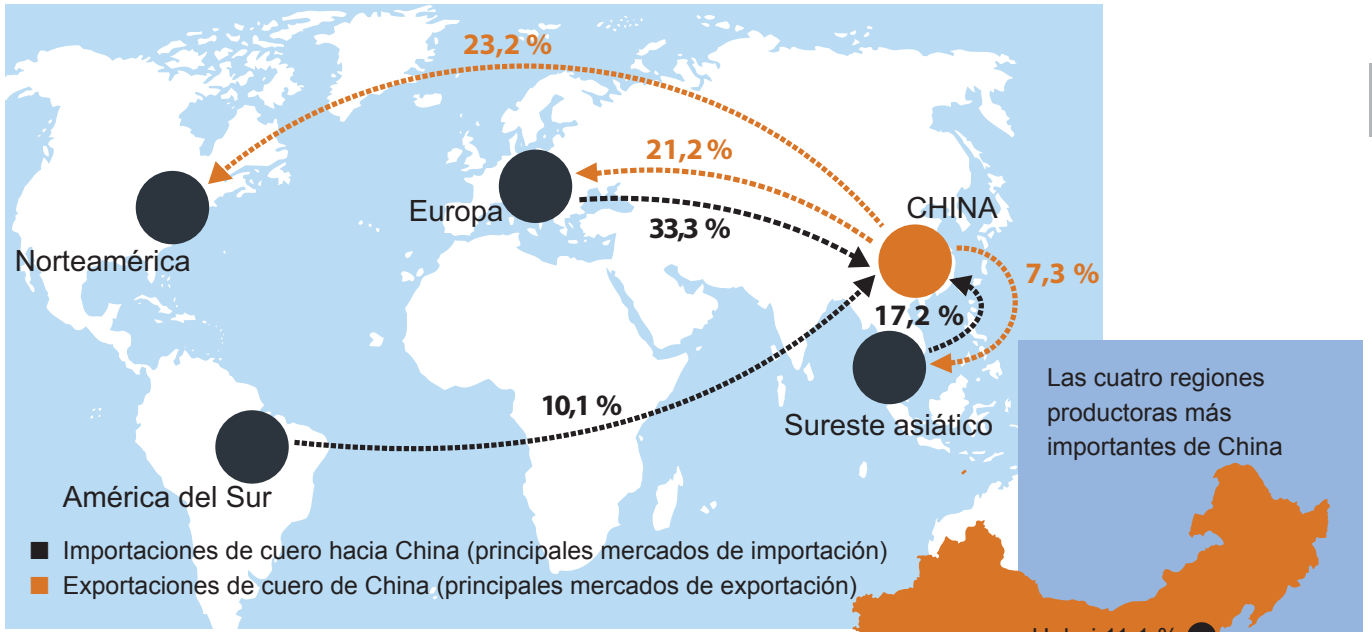 23,2 %
21,2 %
Europa
33,3 %
CHINA
Norteamérica
7,3 %
17,2 %
10,1 %
Sureste asiático
América del Sur
Las cuatro regiones
productoras más
importantes de China
Importaciones de cuero hacia China (principales mercados de importación)
Exportaciones de cuero de China (principales mercados de exportación)
11,1 %